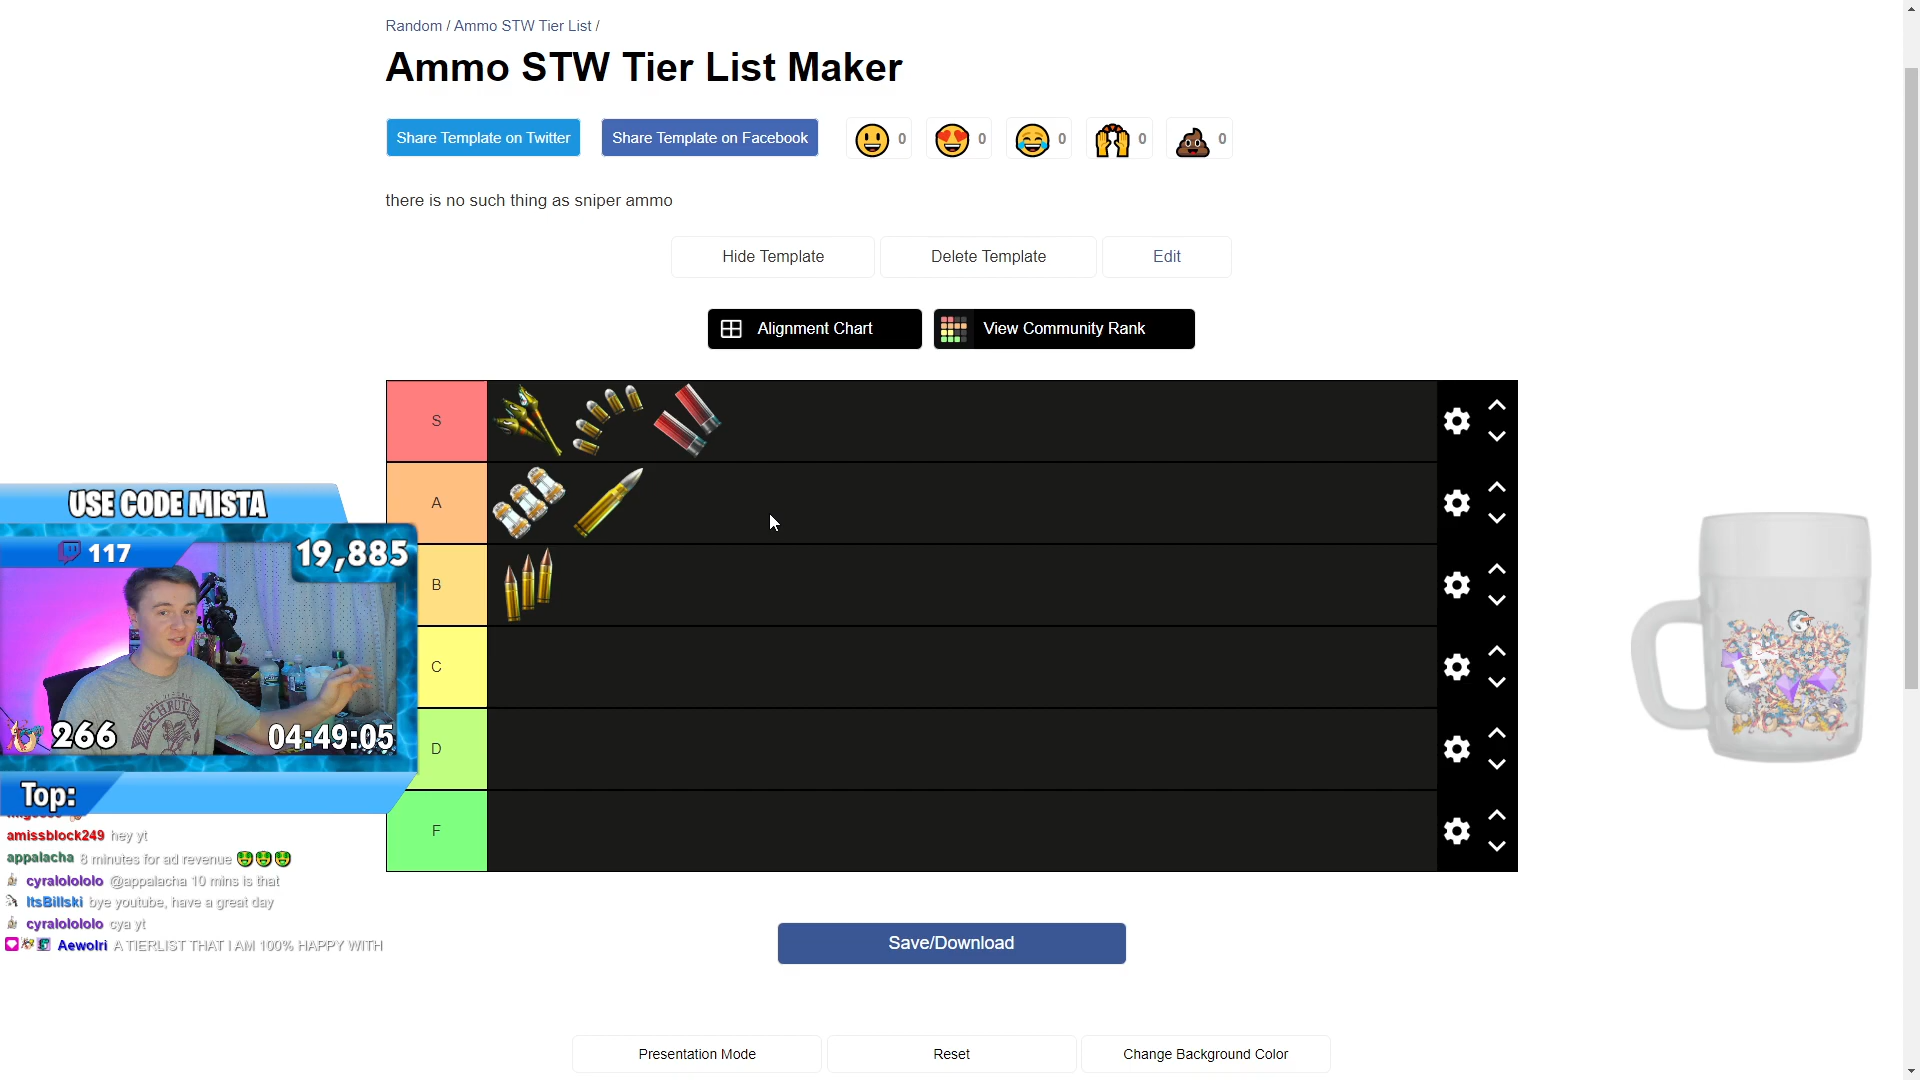 Random / Ammo STW Tier List /
Ammo STW Tier List Maker
Share Template on Twitter
Share Template on Facebook
0
0
0
0
0
there is no such thing as sniper ammo
Hide Template
Delete Template
Edit
Alignment Chart
View Community Rank
S
A
B
C
D
F
USE CODE MISTA
117
19,885
SCHRUTE
266
04:49:05
Top:
amissblock249 hey yt
appalacha 8 minutes for ad revenue
cyralolololo @appalacha 10 mins is that
ItsBillski bye youtube, have a great day
cyralolololo cya yt
Aewolri A TIERLIST THAT I AM 100% HAPPY WITH
Save/Download
Presentation Mode
Reset
Change Background Color